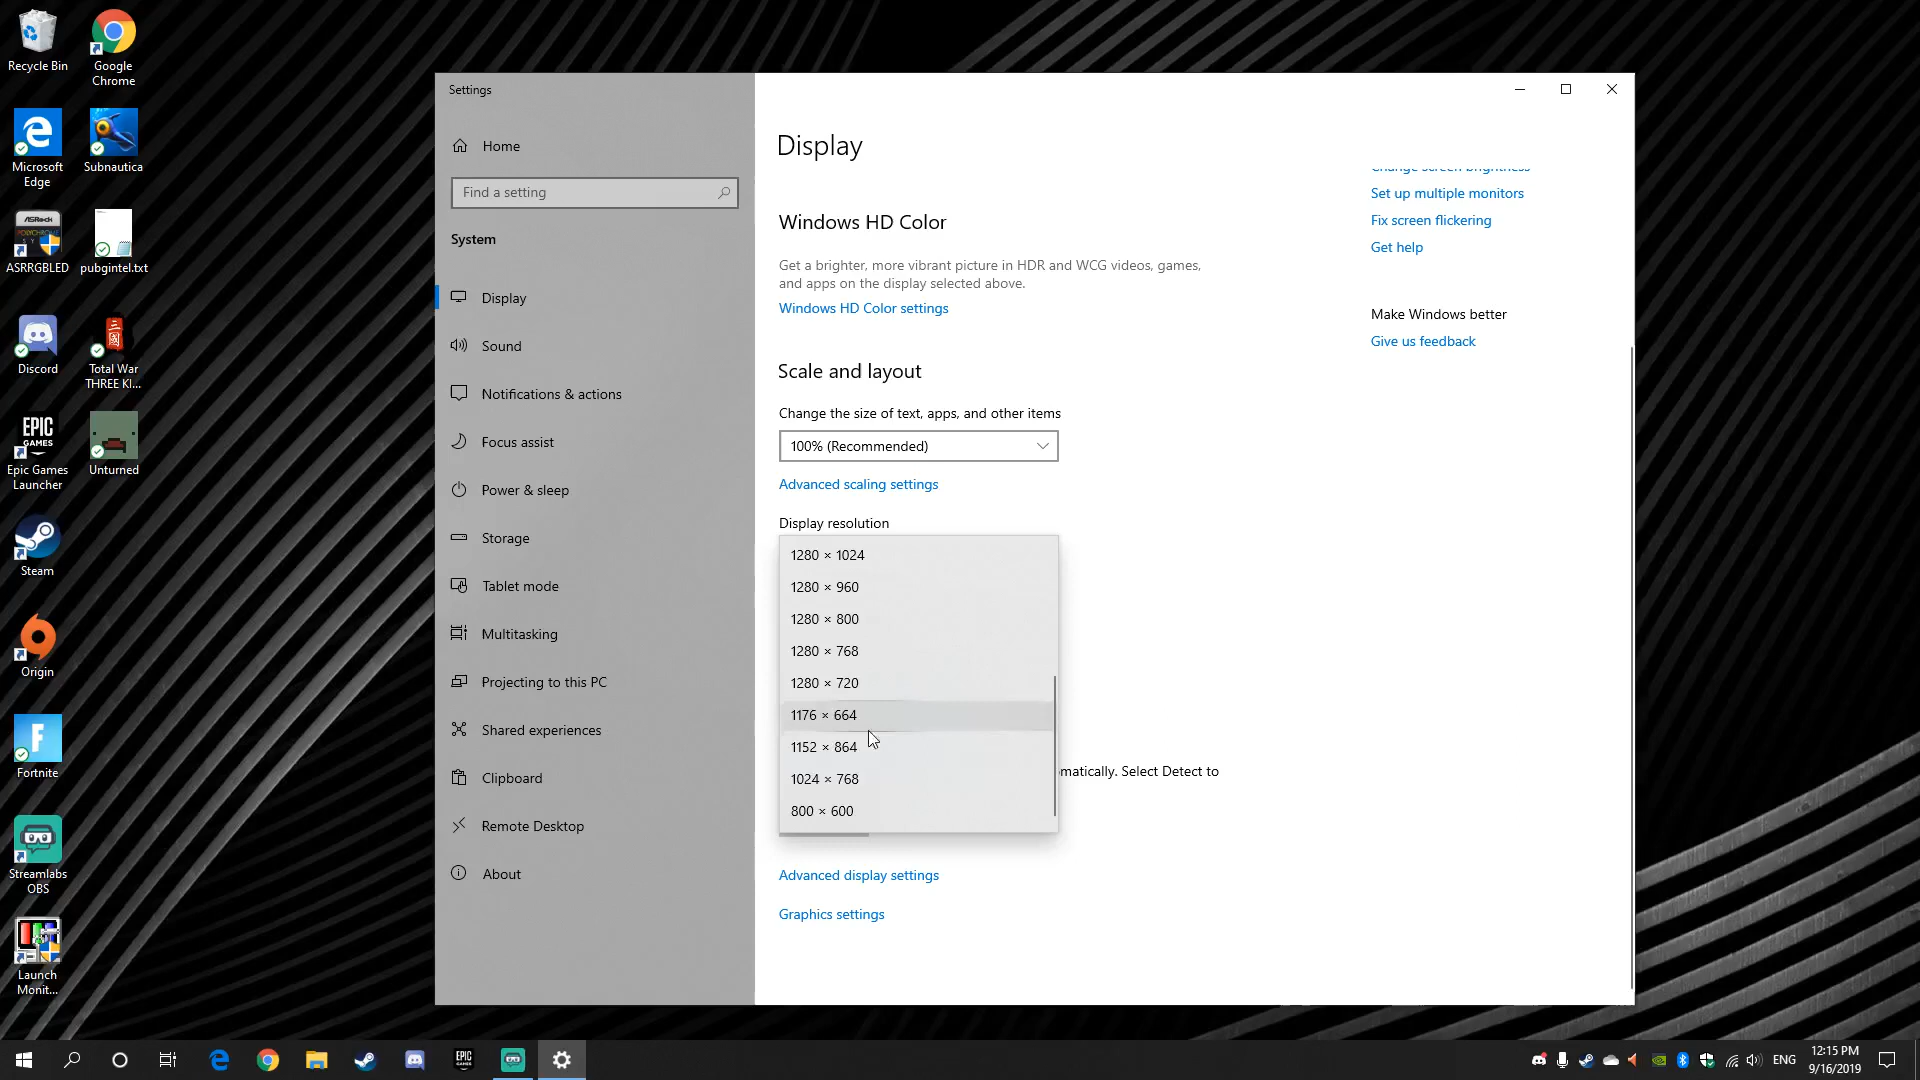 Recycle Bin
Google
Chrome
Microsoft
Edge
Subnautica
ASRock
POLYCHROME
ASRRGBLED
pubgintel.txt
Discord
Total War
THREE KI...
EPIC
GAMES
Epic Games
Launcher
Unturned
Steam
Origin
Fortnite
Streamlabs
OBS
Launch
Monit...
Settings
Home
Find a setting
System
Display
Sound
Notifications & actions
Focus assist
Power & sleep
Storage
Tablet mode
Multitasking
Projecting to this PC
Shared experiences
Clipboard
Remote Desktop
About
Display
Windows HD Color
Get a brighter, more vibrant picture in HDR and WCG videos, games,
and apps on the display selected above.
Windows HD Color settings
Scale and layout
Change the size of text, apps, and other items
100% (Recommended)
Advanced scaling settings
Display resolution
1280 × 1024
1280 × 960
1280 × 800
1280 × 768
1280 × 720
1176 × 664
1152 × 864
1024 × 768
800 × 600
matically. Select Detect to
Advanced display settings
Graphics settings
Change screen brightness
Set up multiple monitors
Fix screen flickering
Get help
Make Windows better
Give us feedback
EPIC
GAMES
ENG
12:15 PM
9/16/2019